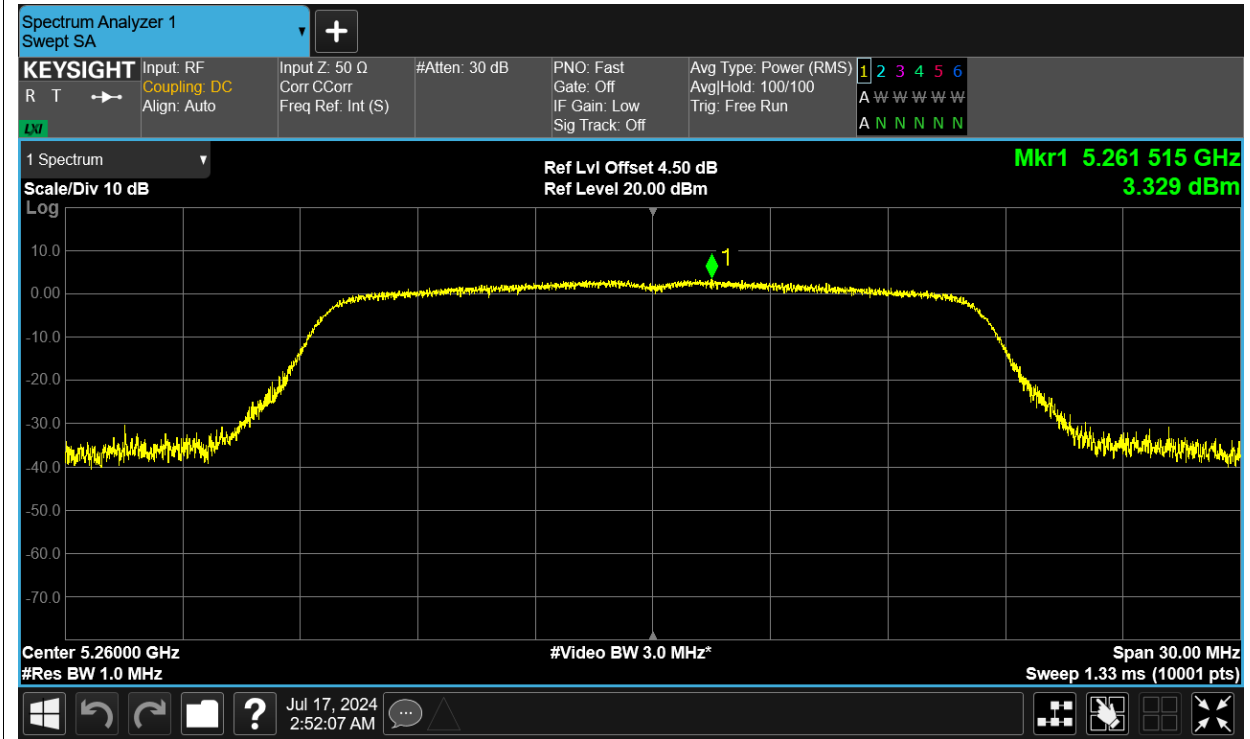 Spectrum Analyzer 1
Swept SA
KEYSIGHT
R T
LXI
Input: RF
Coupling: DC
Align: Auto
Input Z: 50 Ω
Corr CCorr
Freq Ref: Int (S)
#Atten: 30 dB
PNO: Fast
Gate: Off
IF Gain: Low
Sig Track: Off
Avg Type: Power (RMS)
Avg|Hold: 100/100
Trig: Free Run
1 2 3 4 5 6
A W W W W W
A N N N N N
1 Spectrum
Scale/Div 10 dB
Log
Ref Lvl Offset 4.50 dB
Ref Level 20.00 dBm
Mkr1 5.261 515 GHz
3.329 dBm
1
10.0
0.00
-10.0
-20.0
-30.0
-40.0
-50.0
-60.0
-70.0
Center 5.26000 GHz
#Res BW 1.0 MHz
#Video BW 3.0 MHz*
Span 30.00 MHz
Sweep 1.33 ms (10001 pts)
?
Jul 17, 2024
2:52:07 AM